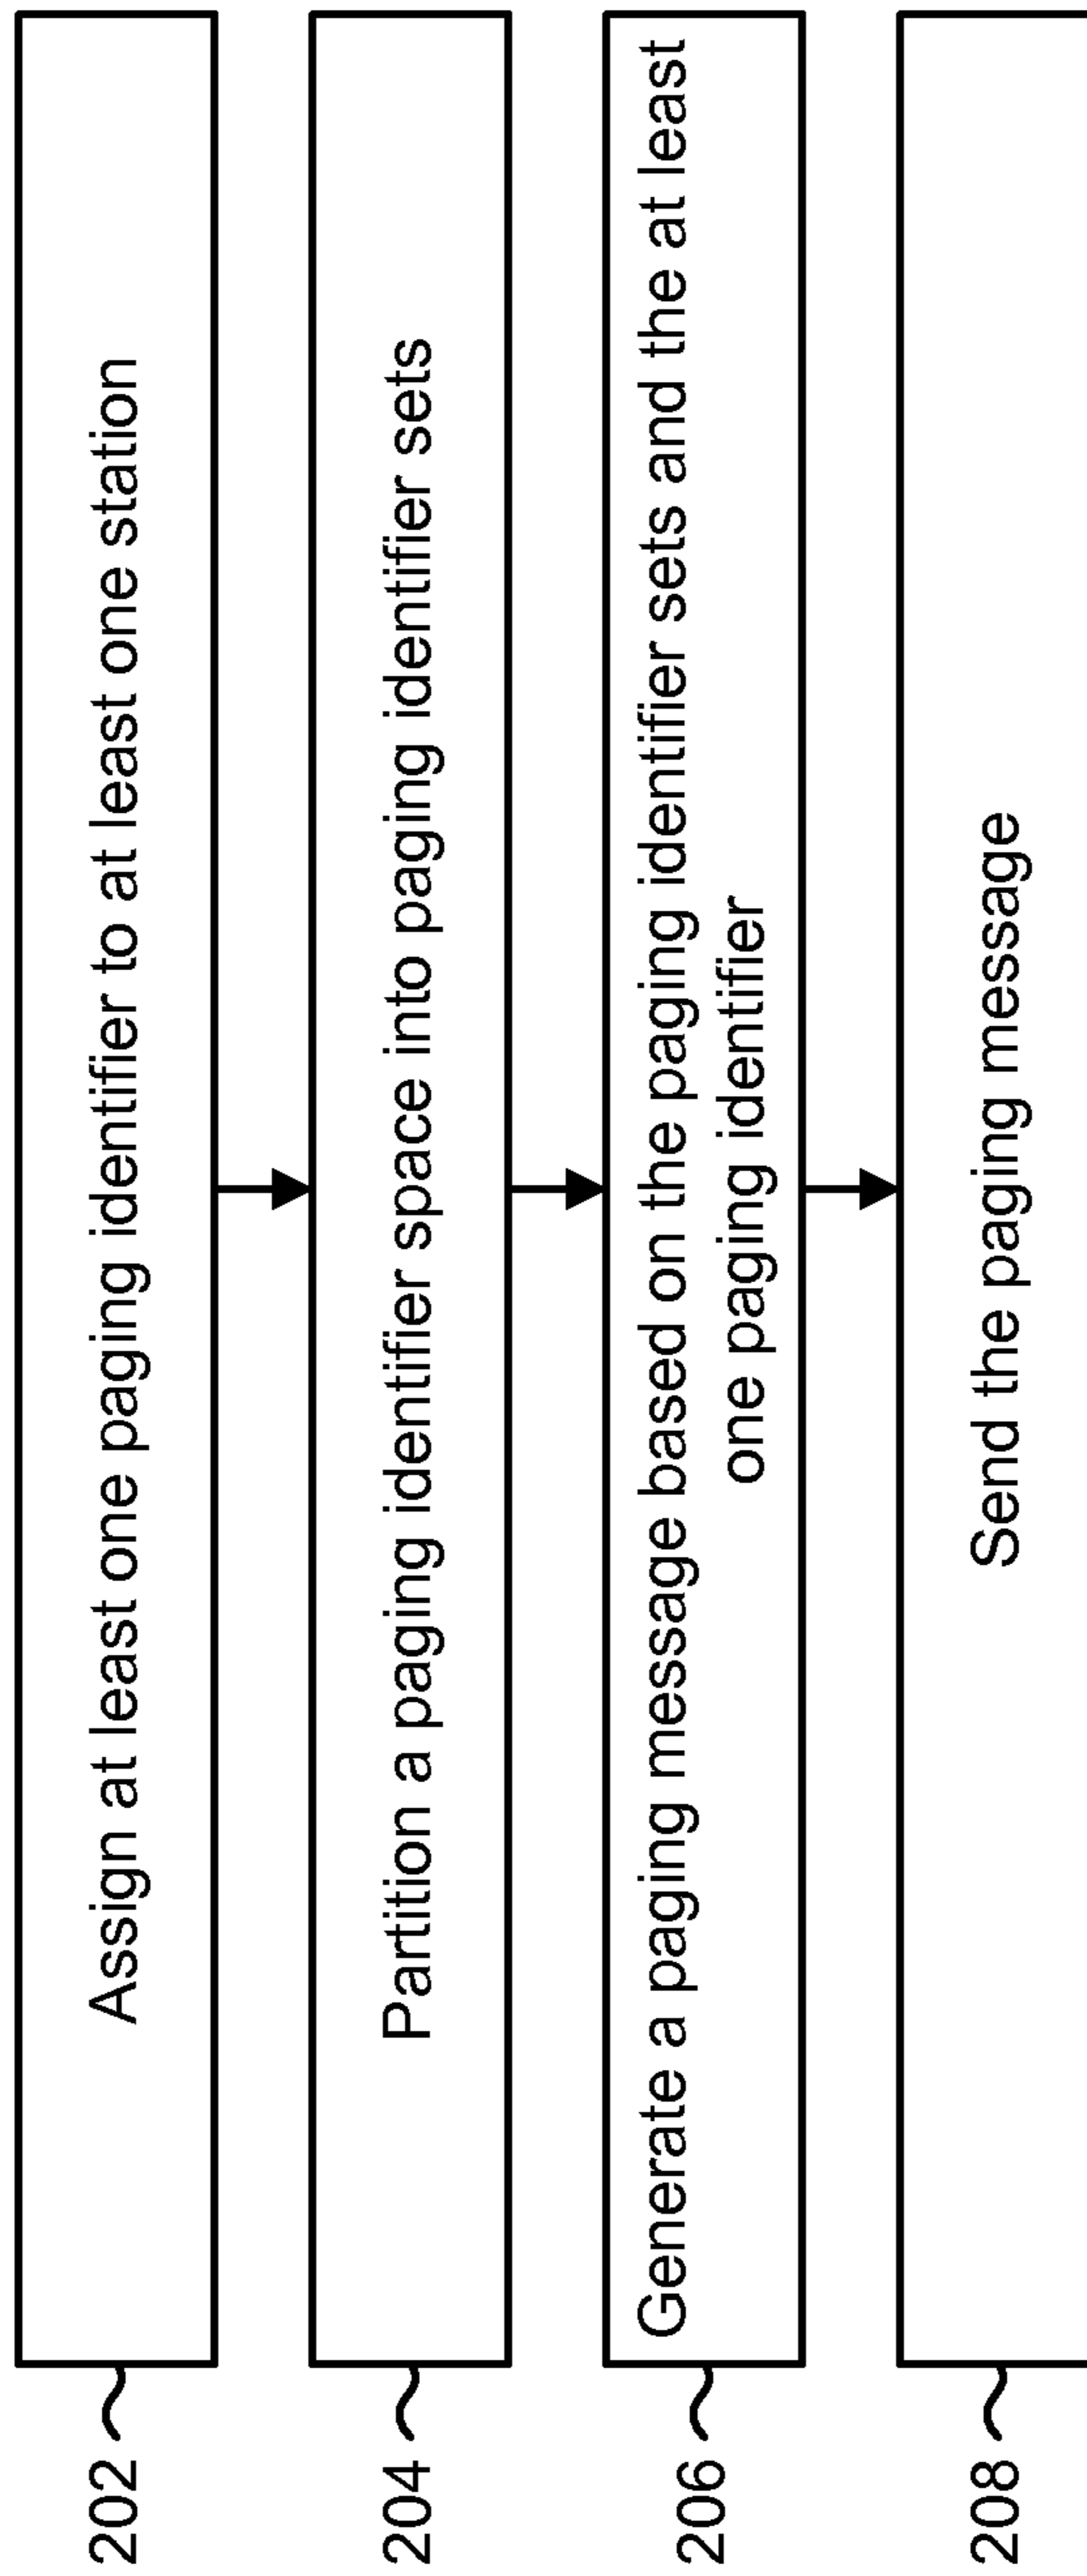 202
Assign at least one paging identifier to at least one station
204
Partition a paging identifier space into paging identifier sets
206
Generate a paging message based on the paging identifier sets and the at least
one paging identifier
208
Send the paging message